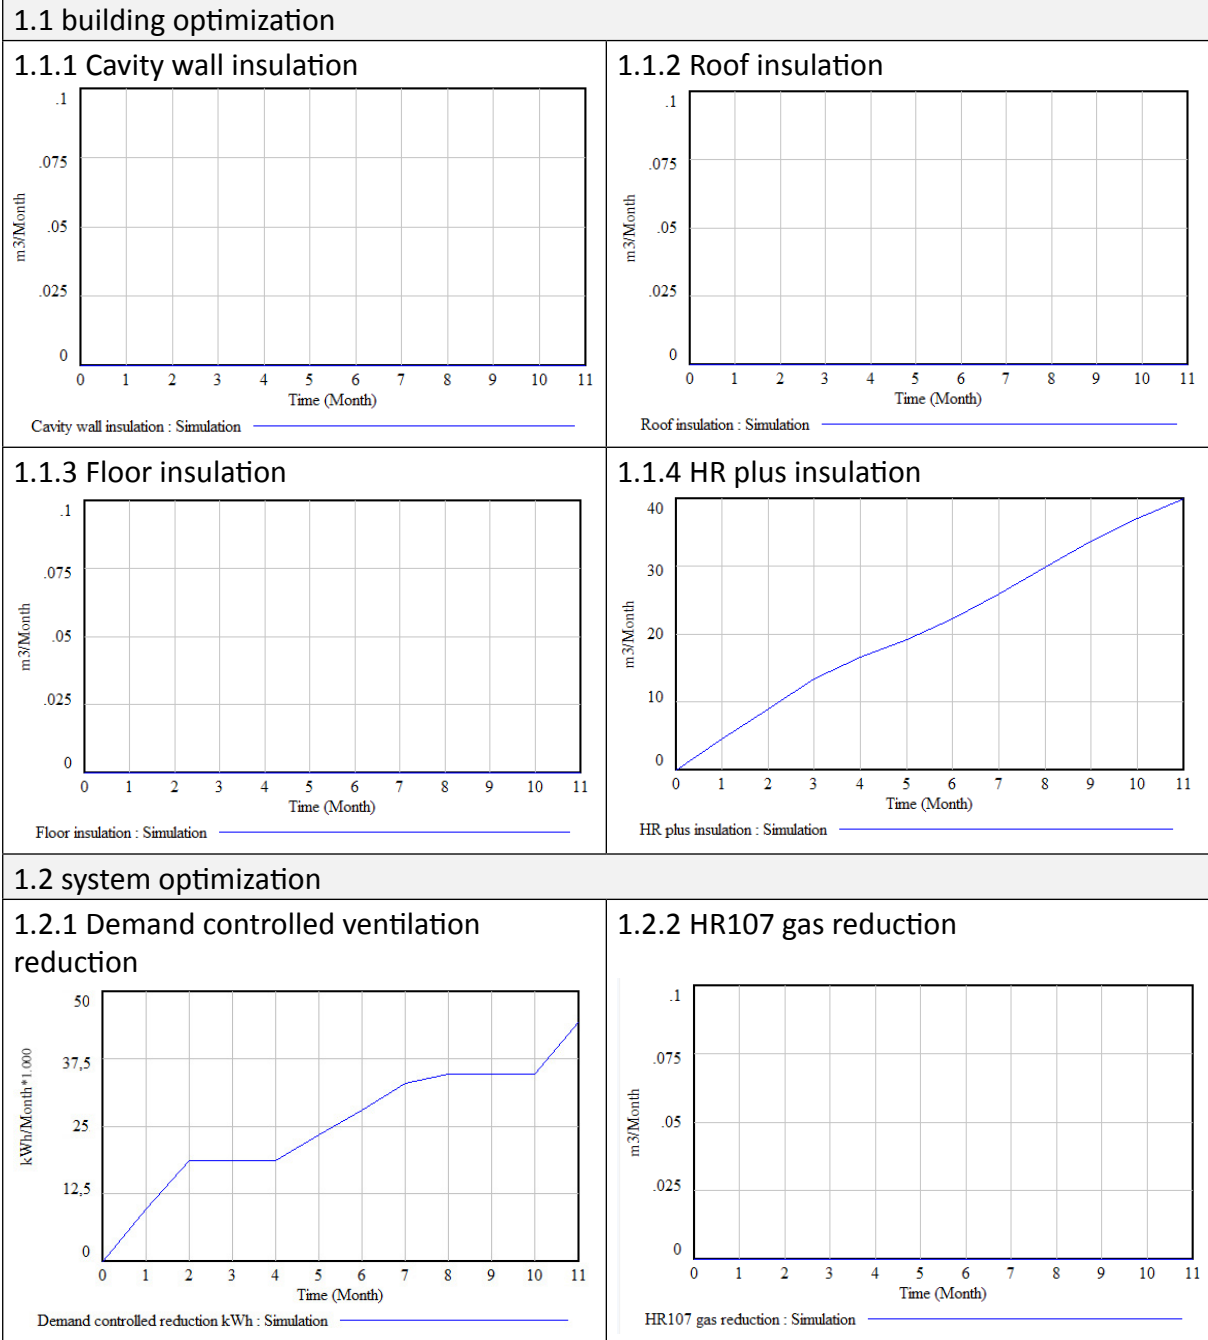 1.1 building optimization
1.1.1 Cavity wall insulation
.1
.075
.05
.025
0
m3/Month
0 1 2 3 4 5 6 7 8 9 10 11
Time (Month)
Cavity wall insulation : Simulation
1.1.2 Roof insulation
.1
.075
.05
.025
0
m3/Month
0 1 2 3 4 5 6 7 8 9 10 11
Time (Month)
Roof insulation : Simulation
1.1.3 Floor insulation
.1
.075
.05
.025
0
m3/Month
0 1 2 3 4 5 6 7 8 9 10 11
Time (Month)
Floor insulation : Simulation
1.1.4 HR plus insulation
40
30
20
10
0
m3/Month
0 1 2 3 4 5 6 7 8 9 10 11
Time (Month)
HR plus insulation : Simulation
1.2 system optimization
1.2.1 Demand controlled ventilation
reduction
50
37,5
25
12,5
0
kWh/Month*1.000
0 1 2 3 4 5 6 7 8 9 10 11
Time (Month)
Demand controlled reduction kWh : Simulation
1.2.2 HR107 gas reduction
.1
.075
.05
.025
0
m3/Month
0 1 2 3 4 5 6 7 8 9 10 11
Time (Month)
HR107 gas reduction : Simulation